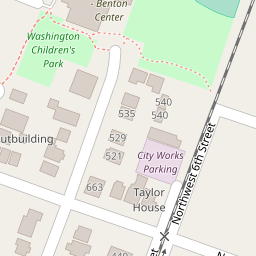 - Benton
Center
Washington
Children's
Park
540
535
540
529
utbuilding
521
City Works
Parking
663
Taylor
House
Northwest 6th Street